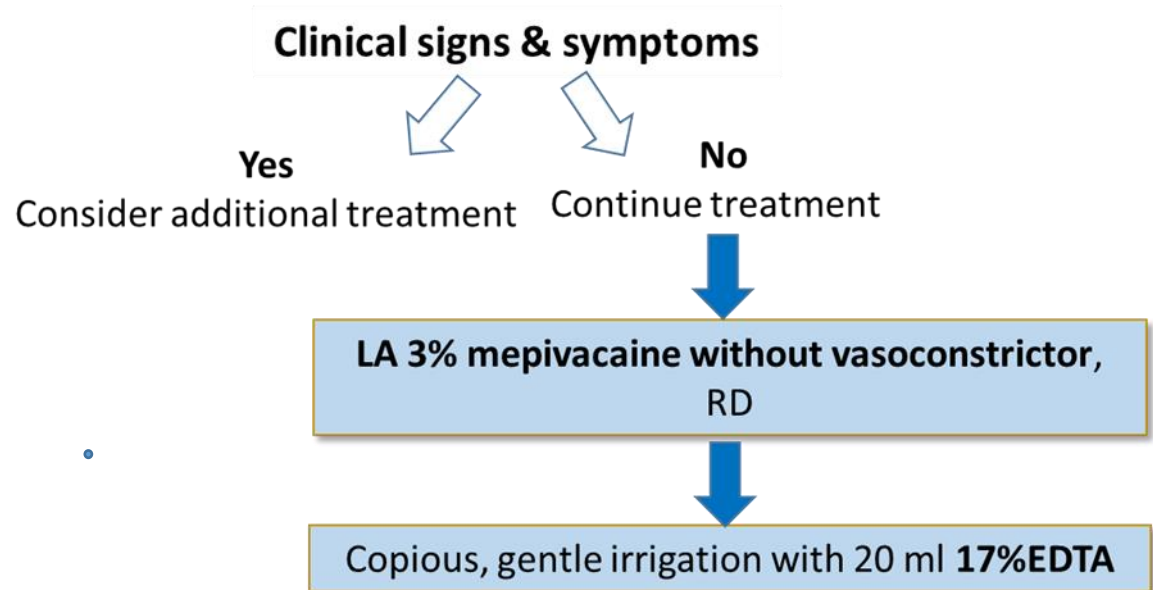 Clinical signs & symptoms
Yes
Consider additional treatment
No
Continue treatment
LA 3% mepivacaine without vasoconstrictor,
RD
Copious, gentle irrigation with 20 ml 17%EDTA